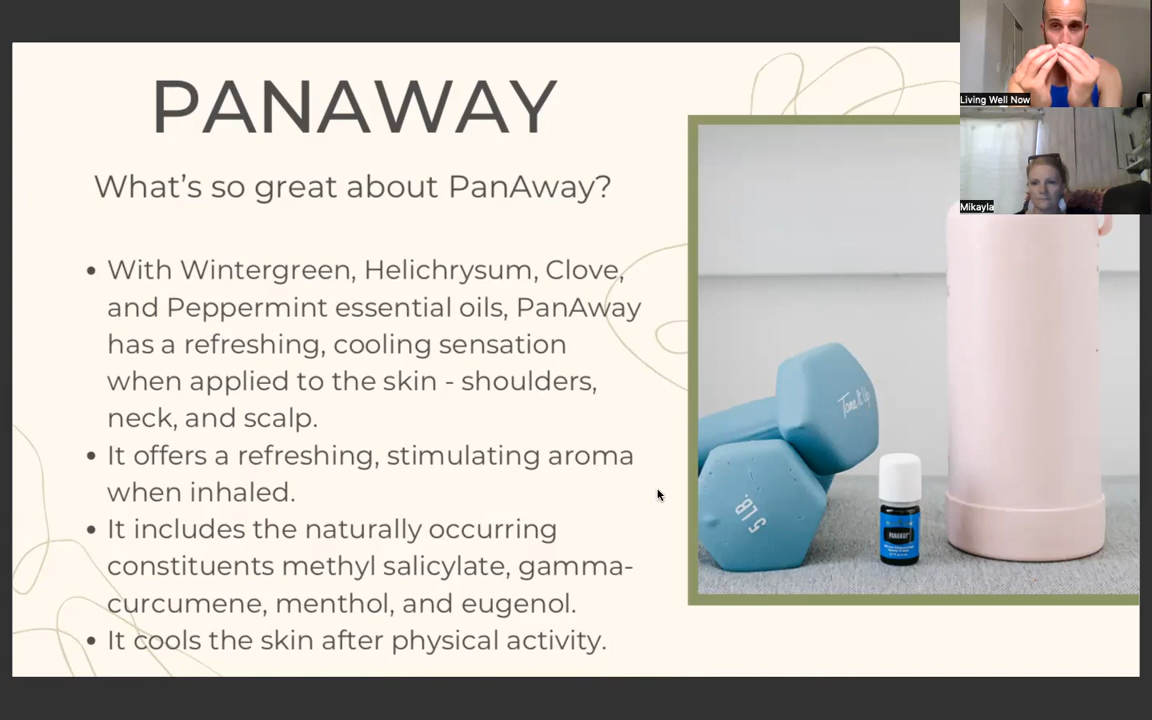 PANAWAY
What's so great about PanAway?
• With Wintergreen, Helichrysum, Clove,
and Peppermint essential oils, PanAway
has a refreshing, cooling sensation
when applied to the skin - shoulders,
neck, and scalp.
• It offers a refreshing, stimulating aroma
when inhaled.
• It includes the naturally occurring
constituents methyl salicylate, gamma-
curcumene, menthol, and eugenol.
• It cools the skin after physical activity.
Living Well Now
Mikayla
Tone It Up
5 LB.
PANAWAY